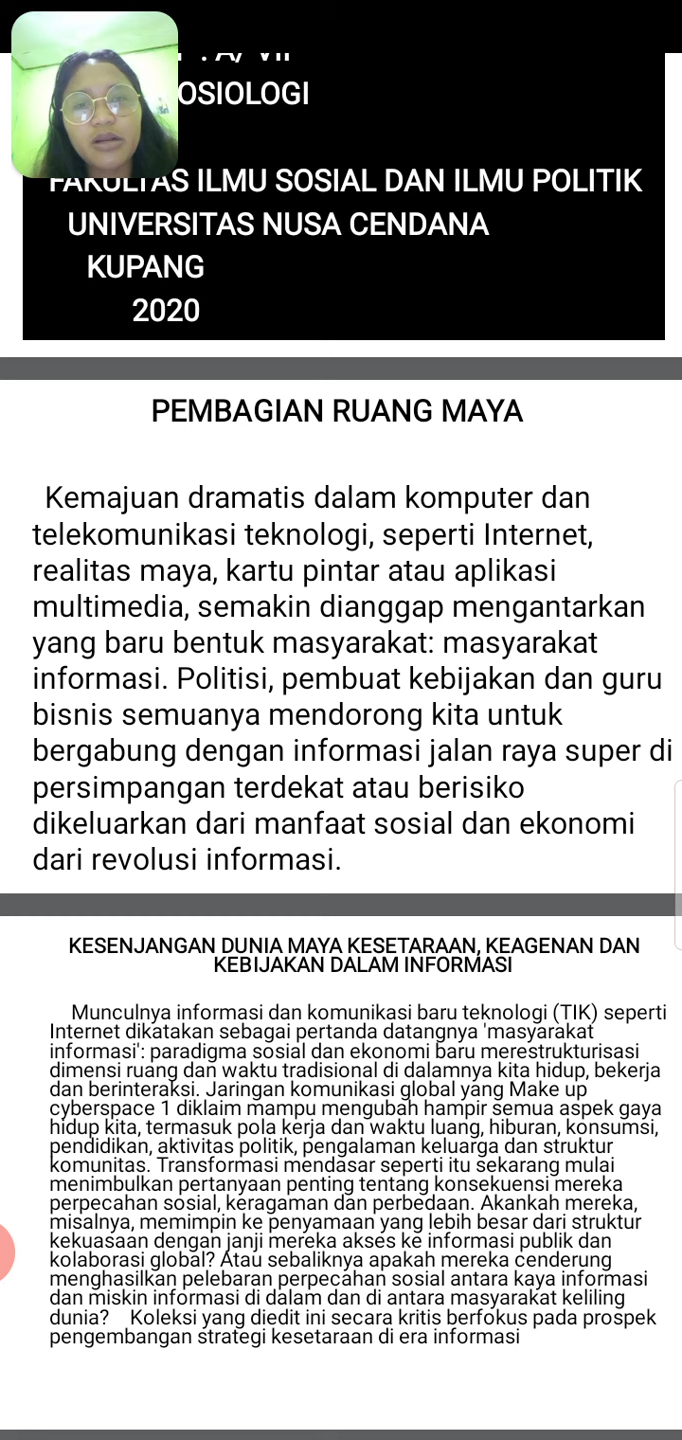 OSIOLOGI
FAKULTAS ILMU SOSIAL DAN ILMU POLITIK
UNIVERSITAS NUSA CENDANA
KUPANG
2020
PEMBAGIAN RUANG MAYA
Kemajuan dramatis dalam komputer dan
telekomunikasi teknologi, seperti Internet,
realitas maya, kartu pintar atau aplikasi
multimedia, semakin dianggap mengantarkan
yang baru bentuk masyarakat: masyarakat
informasi. Politisi, pembuat kebijakan dan guru
bisnis semuanya mendorong kita untuk
bergabung dengan informasi jalan raya super di
persimpangan terdekat atau berisiko
dikeluarkan dari manfaat sosial dan ekonomi
dari revolusi informasi.
KESENJANGAN DUNIA MAYA KESETARAAN, KEAGENAN DAN
KEBIJAKAN DALAM INFORMASI
Munculnya informasi dan komunikasi baru teknologi (TIK) seperti
Internet dikatakan sebagai pertanda datangnya 'masyarakat
informasi': paradigma sosial dan ekonomi baru merestrukturisasi
dimensi ruang dan waktu tradisional di dalamnya kita hidup, bekerja
dan berinteraksi. Jaringan komunikasi global yang Make up
cyberspace 1 diklaim mampu mengubah hampir semua aspek gaya
hidup kita, termasuk pola kerja dan waktu luang, hiburan, konsumsi,
pendidikan, aktivitas politik, pengalaman keluarga dan struktur
komunitas. Transformasi mendasar seperti itu sekarang mulai
menimbulkan pertanyaan penting tentang konsekuensi mereka
perpecahan sosial, keragaman dan perbedaan. Akankah mereka,
misalnya, memimpin ke penyamaan yang lebih besar dari struktur
kekuasaan dengan janji mereka akses ke informasi publik dan
kolaborasi global? Atau sebaliknya apakah mereka cenderung
menghasilkan pelebaran perpecahan sosial antara kaya informasi
dan miskin informasi di dalam dan di antara masyarakat keliling
dunia? Koleksi yang diedit ini secara kritis berfokus pada prospek
pengembangan strategi kesetaraan di era informasi